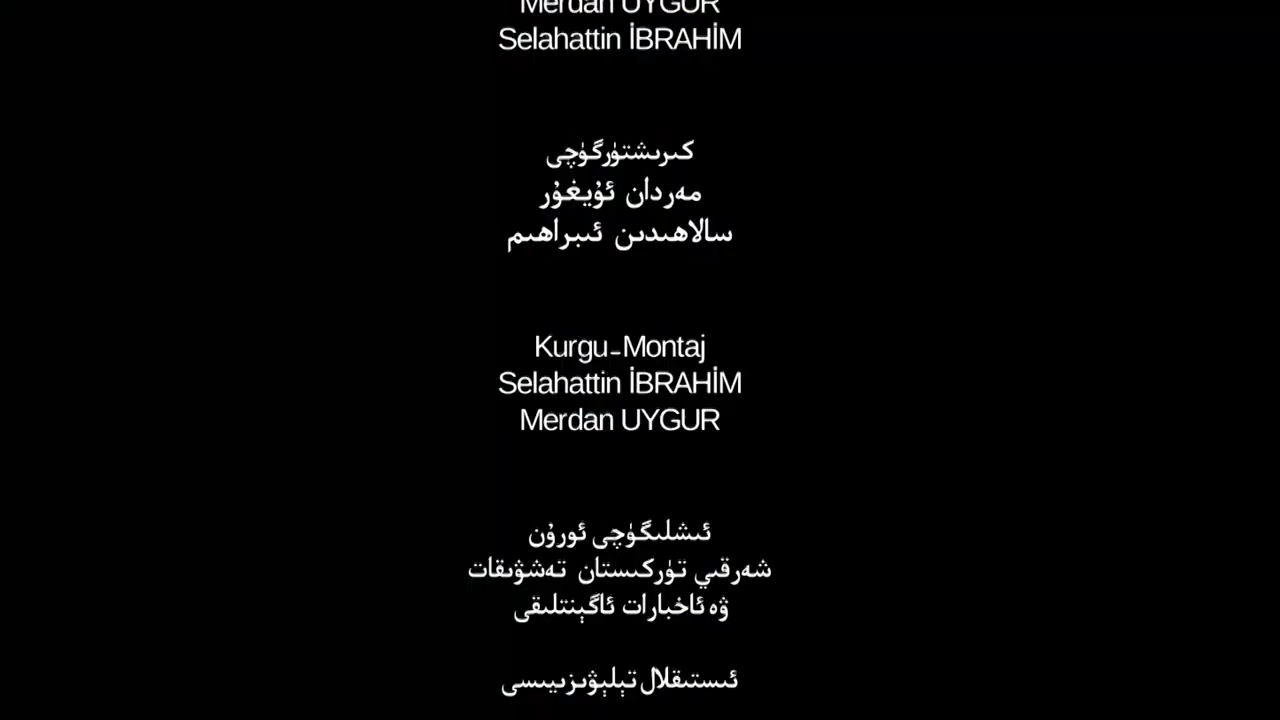 Merdan UYGUR
Selahattin İBRAHİM
كىرىشتۈرگۈچى
مەردان ئۇيغۇر
سالاھىدىن ئىبراھىم
Kurgu-Montaj
Selahattin İBRAHİM
Merdan UYGUR
ئىشلىگۈچى ئورۇن
شەرقىي تۈركىستان تەشۋىقات
ۋە ئاخبارات ئاگېنتلىقى
ئىستىقلال تېلېۋىزىيىسى